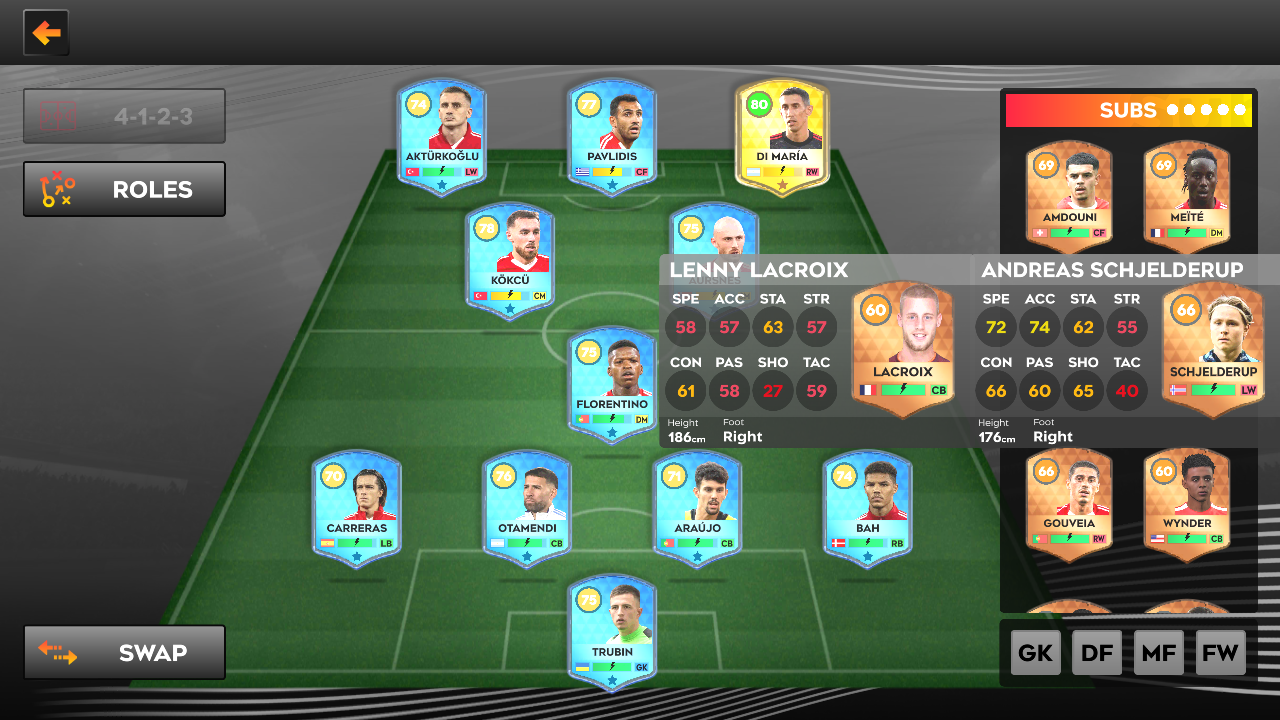 4-1-2-3
ROLES
SWAP
74
AKTÜRKOĞLU
LW
77
PAVLIDIS
CF
80
DI MARÍA
RW
78
KÖKCÜ
CM
75
AURSNES
75
FLORENTINO
DM
70
CARRERAS
LB
76
OTAMENDI
CB
71
ARAÚJO
CB
74
BAH
RB
75
TRUBIN
GK
SUBS
69
AMDOUNI
CF
69
MEÏTÉ
DM
LENNY LACROIX
SPE ACC STA STR
58 57 63 57
CON PAS SHO TAC
61 58 27 59
Height Foot
186cm Right
60
LACROIX
CB
ANDREAS SCHJELDERUP
SPE ACC STA STR
72 74 62 55
CON PAS SHO TAC
66 60 65 40
Height Foot
176cm Right
66
SCHJELDERUP
LW
66
GOUVEIA
RW
60
WYNDER
CB
GK DF MF FW